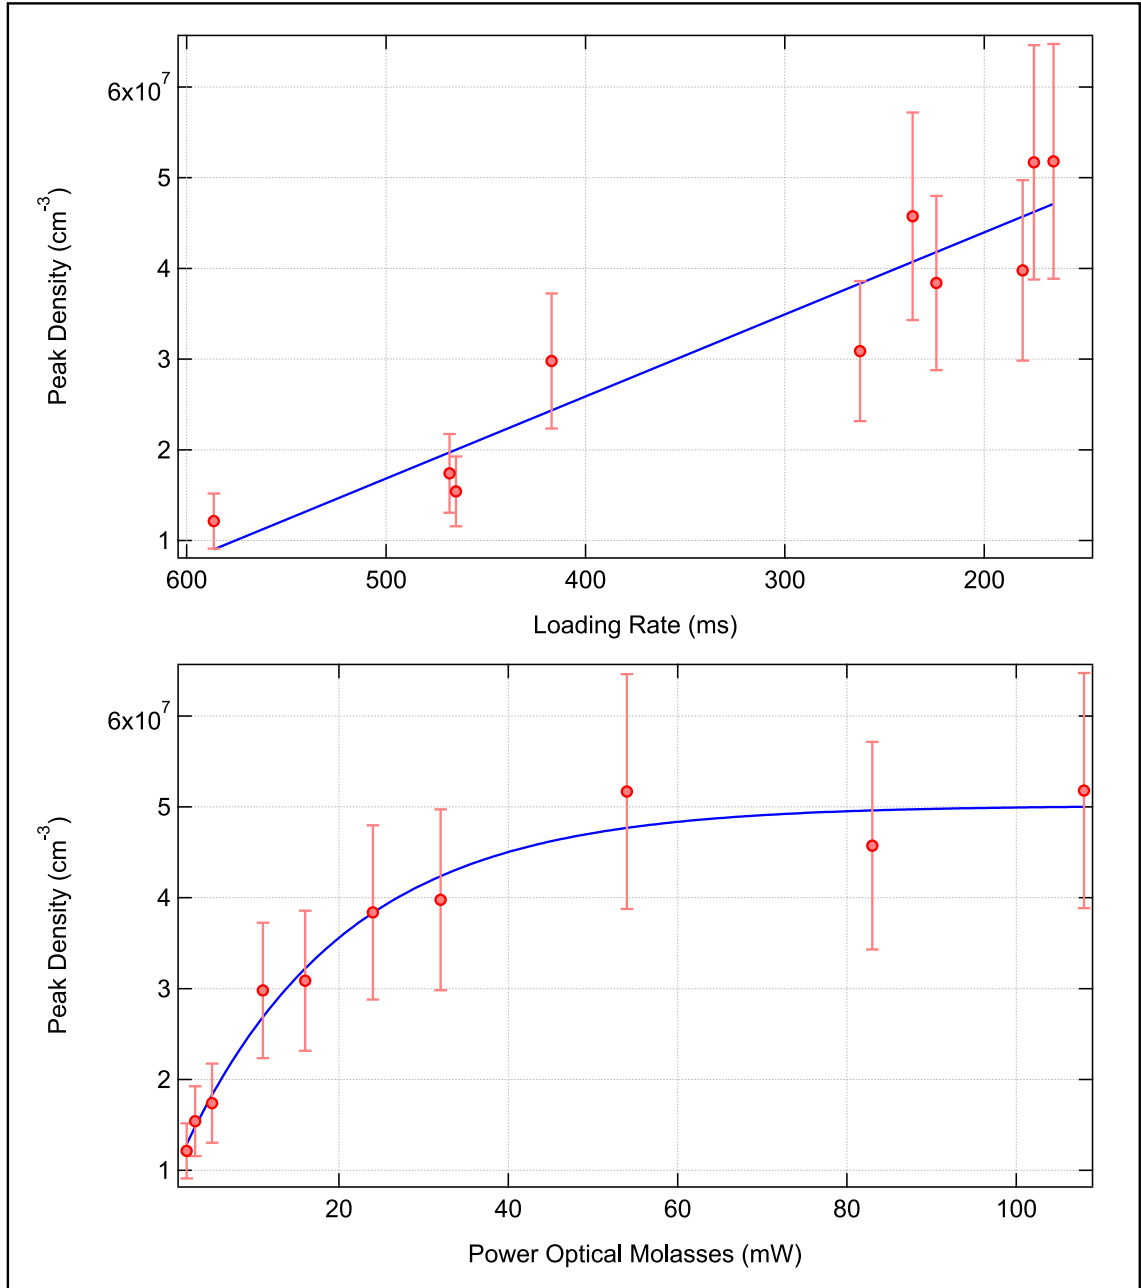 6x10^7
5
4
3
2
1
Peak Density (cm^-3)
600 500 400 300 200
Loading Rate (ms)
6x10^7
5
4
3
2
1
Peak Density (cm^-3)
20 40 60 80 100
Power Optical Molasses (mW)